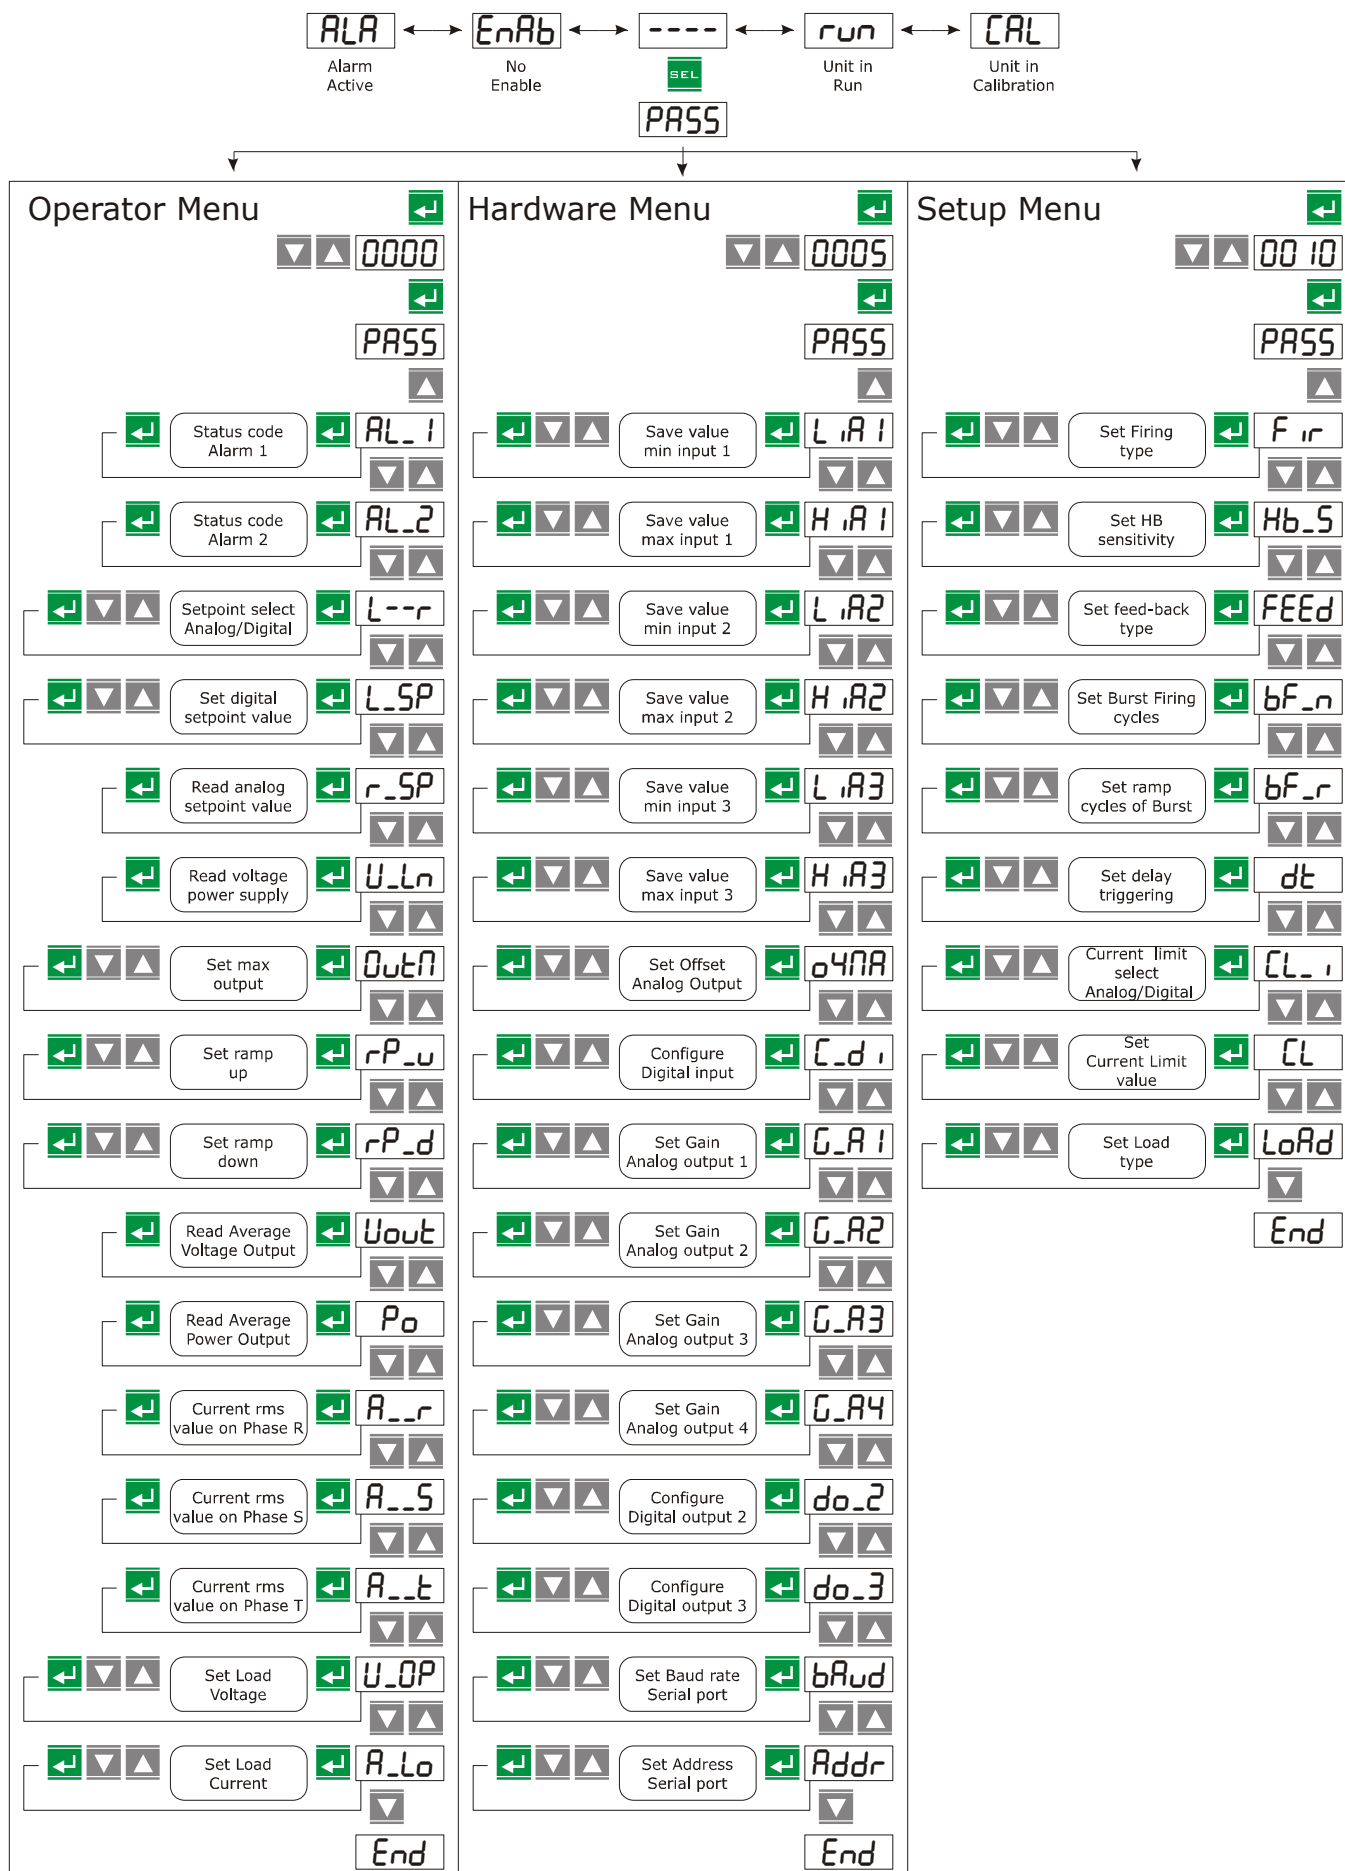 ALA
EnAb
----
run
CAL
Alarm
Active
No
Enable
SEL
Unit in
Run
Unit in
Calibration
PASS
Operator Menu
0000
PASS
Status code
Alarm 1
AL_1
Status code
Alarm 2
AL_2
Setpoint select
Analog/Digital
L--r
Set digital
setpoint value
L_SP
Read analog
setpoint value
r_SP
Read voltage
power supply
U_Ln
Set max
output
OutM
Set ramp
up
rP_u
Set ramp
down
rP_d
Read Average
Voltage Output
Uout
Read Average
Power Output
Po
Current rms
value on Phase R
A__r
Current rms
value on Phase S
A__S
Current rms
value on Phase T
A__t
Set Load
Voltage
U_OP
Set Load
Current
A_Lo
End
Hardware Menu
0005
PASS
Save value
min input 1
LiA1
Save value
max input 1
HiA1
Save value
min input 2
LiA2
Save value
max input 2
HiA2
Save value
min input 3
LiA3
Save value
max input 3
HiA3
Set Offset
Analog Output
o4MA
Configure
Digital input
C_di
Set Gain
Analog output 1
G_A1
Set Gain
Analog output 2
G_A2
Set Gain
Analog output 3
G_A3
Set Gain
Analog output 4
G_A4
Configure
Digital output 2
do_2
Configure
Digital output 3
do_3
Set Baud rate
Serial port
bAud
Set Address
Serial port
Addr
End
Setup Menu
0010
PASS
Set Firing
type
Fir
Set HB
sensitivity
Hb_S
Set feed-back
type
FEEd
Set Burst Firing
cycles
bF_n
Set ramp
cycles of Burst
bF_r
Set delay
triggering
dt
Current limit
select
Analog/Digital
CL_i
Set
Current Limit
value
CL
Set Load
type
LoAd
End